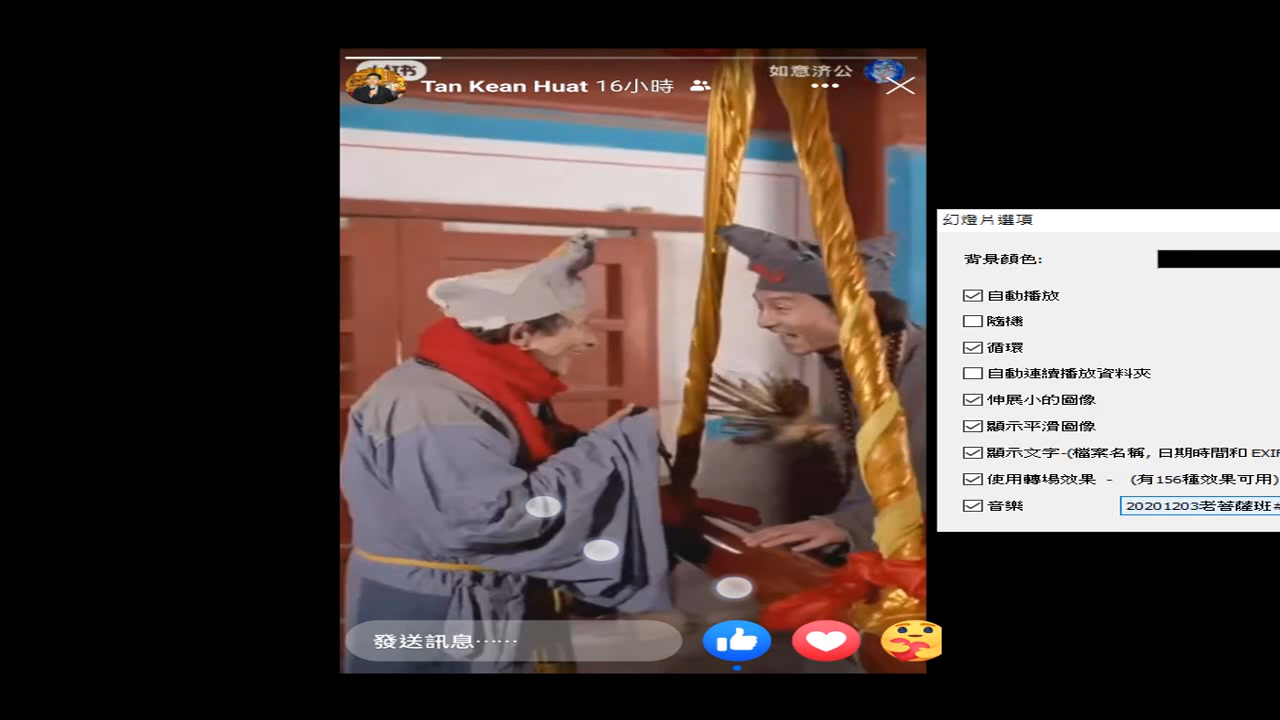 如意济公
Tan Kean Huat 16小時
發送訊息……
幻燈片選項
背景顏色:
自動播放
隨機
循環
自動連續播放資料夾
伸展小的圖像
顯示平滑圖像
顯示文字-(檔案名稱, 日期時間和 EXIF
使用轉場效果 - (有156種效果可用)
音樂 20201203老菩薩班#